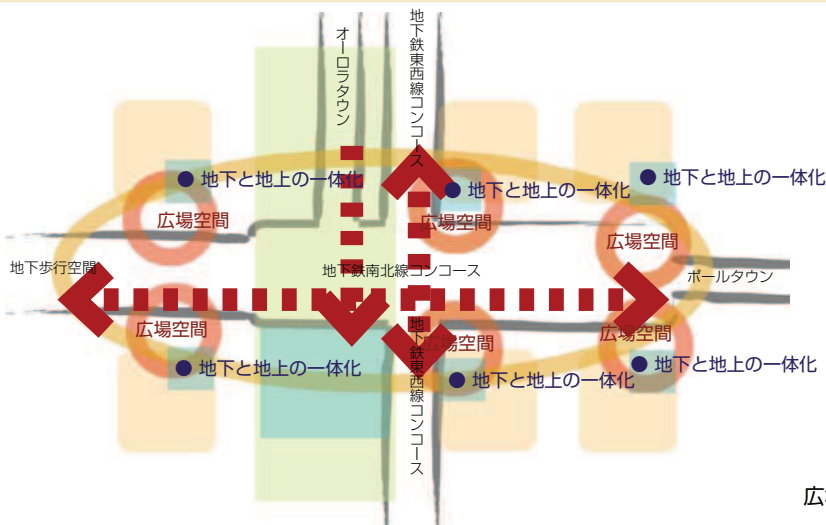 オーロラタウン
地下鉄東西線コンコース
● 地下と地上の一体化
● 地下と地上の一体化
● 地下と地上の一体化
広場空間
広場空間
広場空間
地下歩行空間
地下鉄南北線コンコース
ポールタウン
広場空間
広場空間
広場空間
● 地下と地上の一体化
● 地下と地上の一体化
● 地下と地上の一体化
地下鉄東西線コンコース